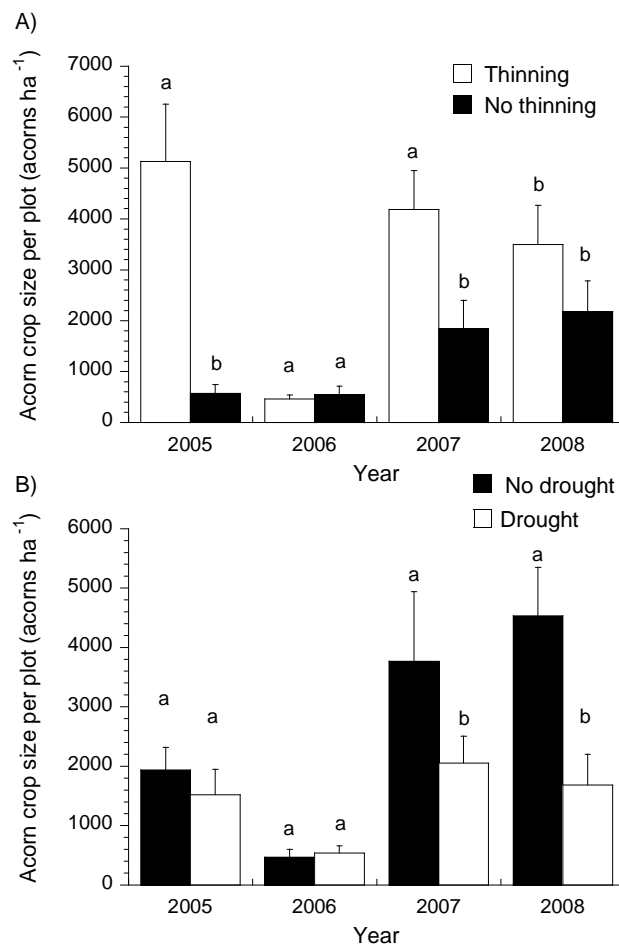 A)
Thinning
No thinning
Acorn crop size per plot (acorns ha -1)
7000
6000
5000
4000
3000
2000
1000
0
a
b
a
a
a
b
b
b
2005 2006 2007 2008
Year
B)
No drought
Drought
Acorn crop size per plot (acorns ha -1)
6000
5000
4000
3000
2000
1000
0
a
a
a
a
a
b
a
b
2005 2006 2007 2008
Year